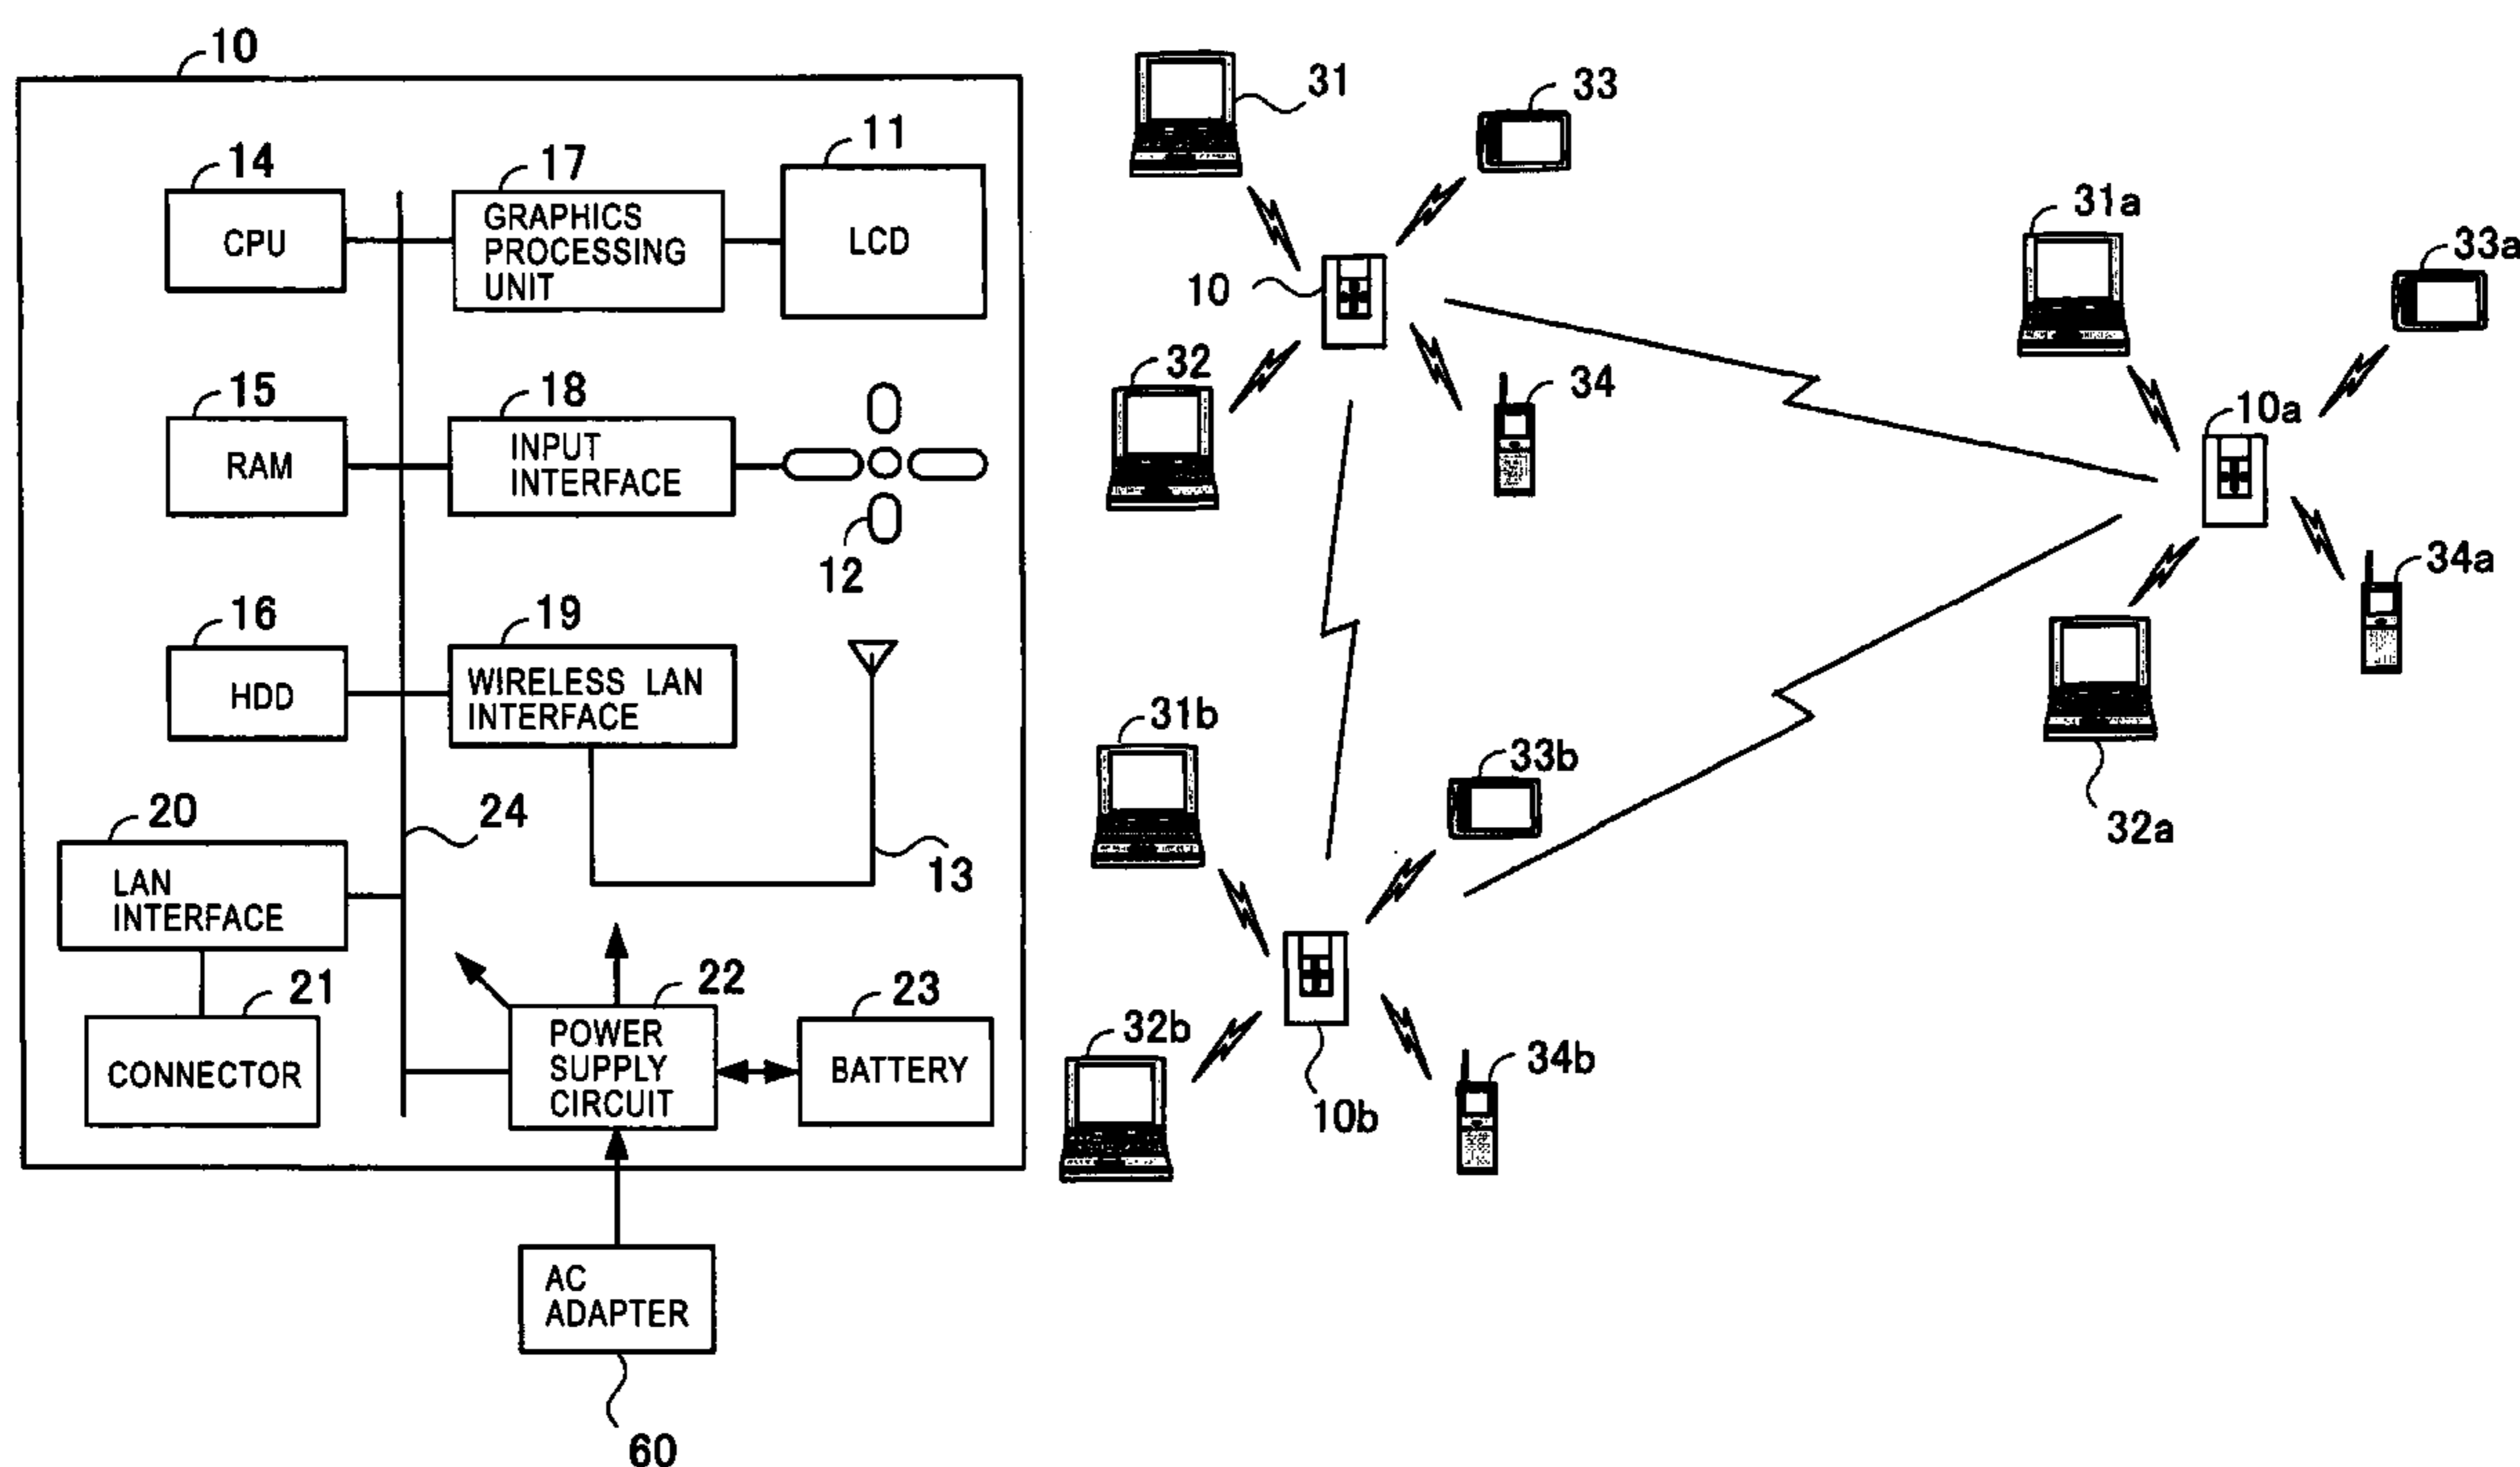 10
14
17
11
CPU
GRAPHICS
PROCESSING
UNIT
LCD
15
18
RAM
INPUT
INTERFACE
12
16
19
HDD
WIRELESS LAN
INTERFACE
20
24
13
LAN
INTERFACE
21
22
23
CONNECTOR
POWER
SUPPLY
CIRCUIT
BATTERY
AC
ADAPTER
60
31
33
10
32
34
31a
33a
10a
34a
32a
31b
33b
32b
10b
34b